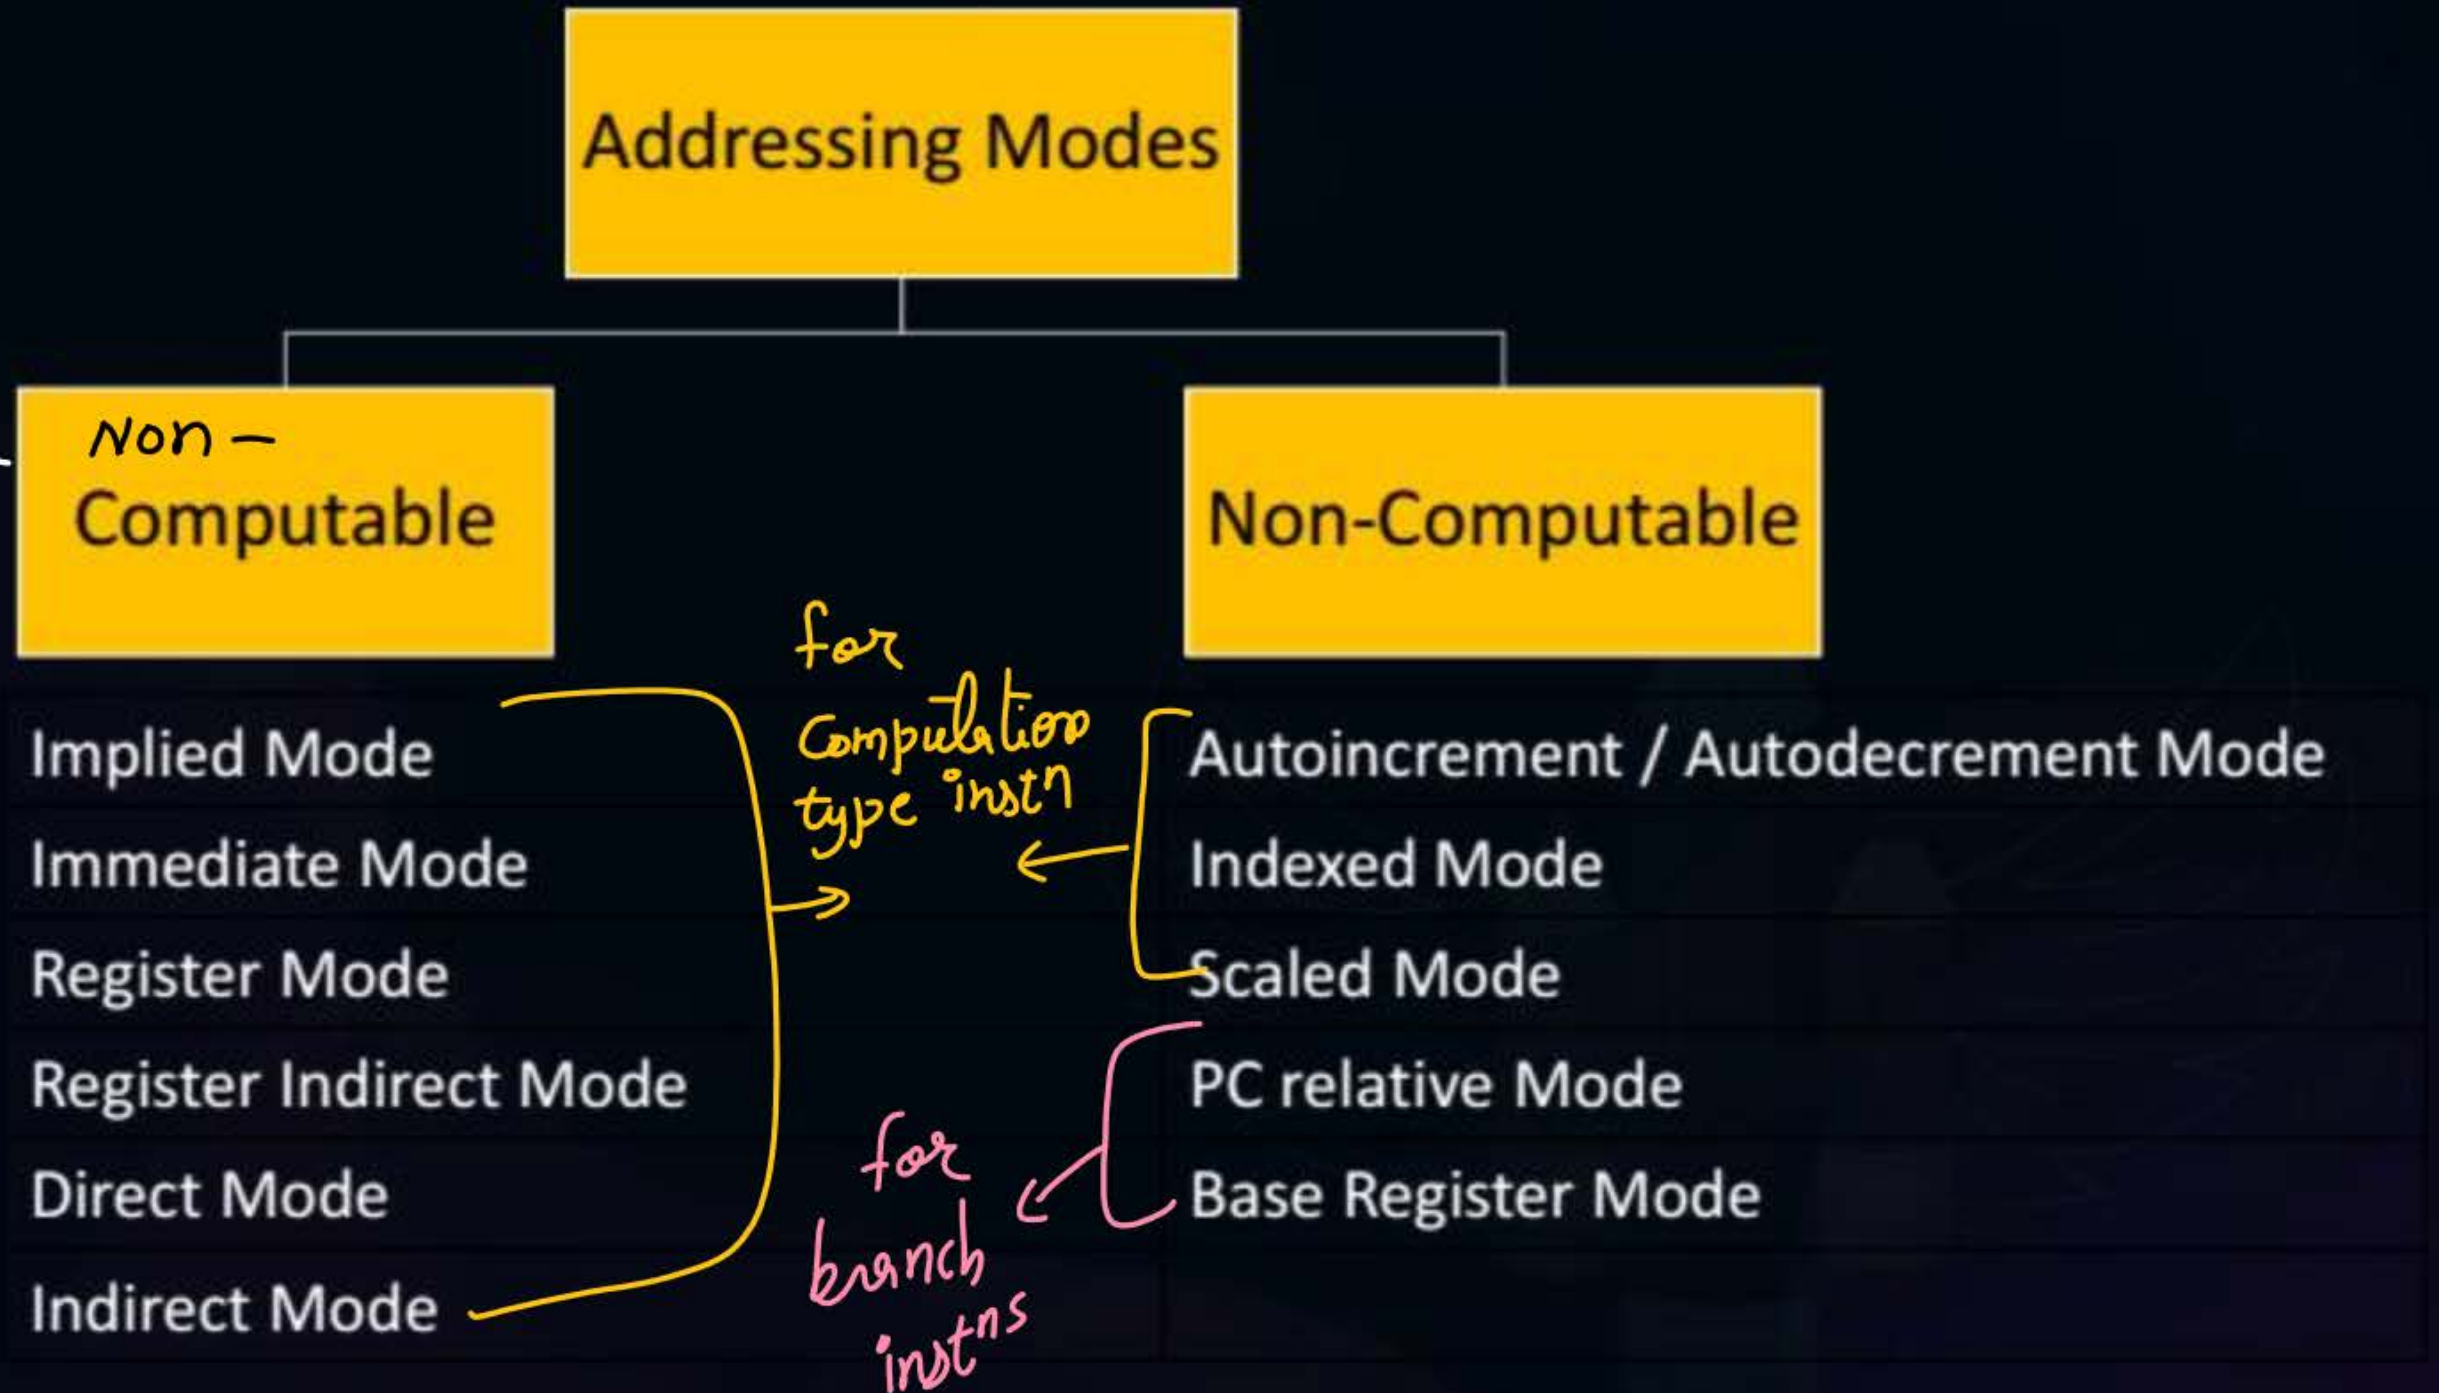 Addressing Modes
Non -
Computable
Non-Computable
for
Computation
type instn
Implied Mode
Immediate Mode
Register Mode
Register Indirect Mode
Direct Mode
Indirect Mode
Autoincrement / Autodecrement Mode
Indexed Mode
Scaled Mode
PC relative Mode
Base Register Mode
for
branch
instns